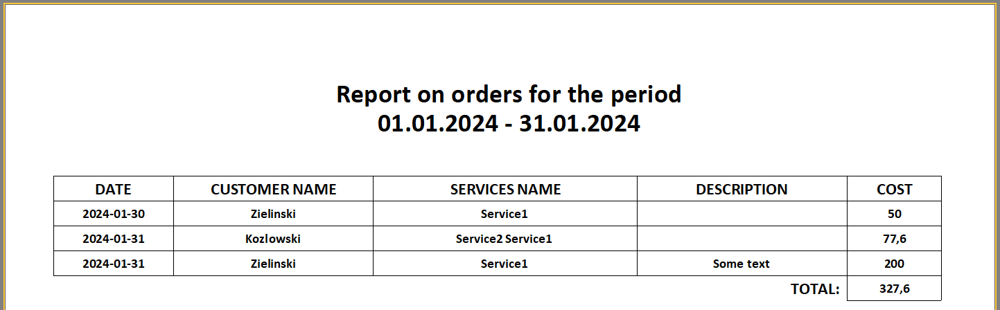 Report on orders for the period
01.01.2024 - 31.01.2024
DATE CUSTOMER NAME SERVICES NAME DESCRIPTION COST
2024-01-30 Zielinski Service1 50
2024-01-31 Kozlowski Service2 Service1 77,6
2024-01-31 Zielinski Service1 Some text 200
TOTAL: 327,6